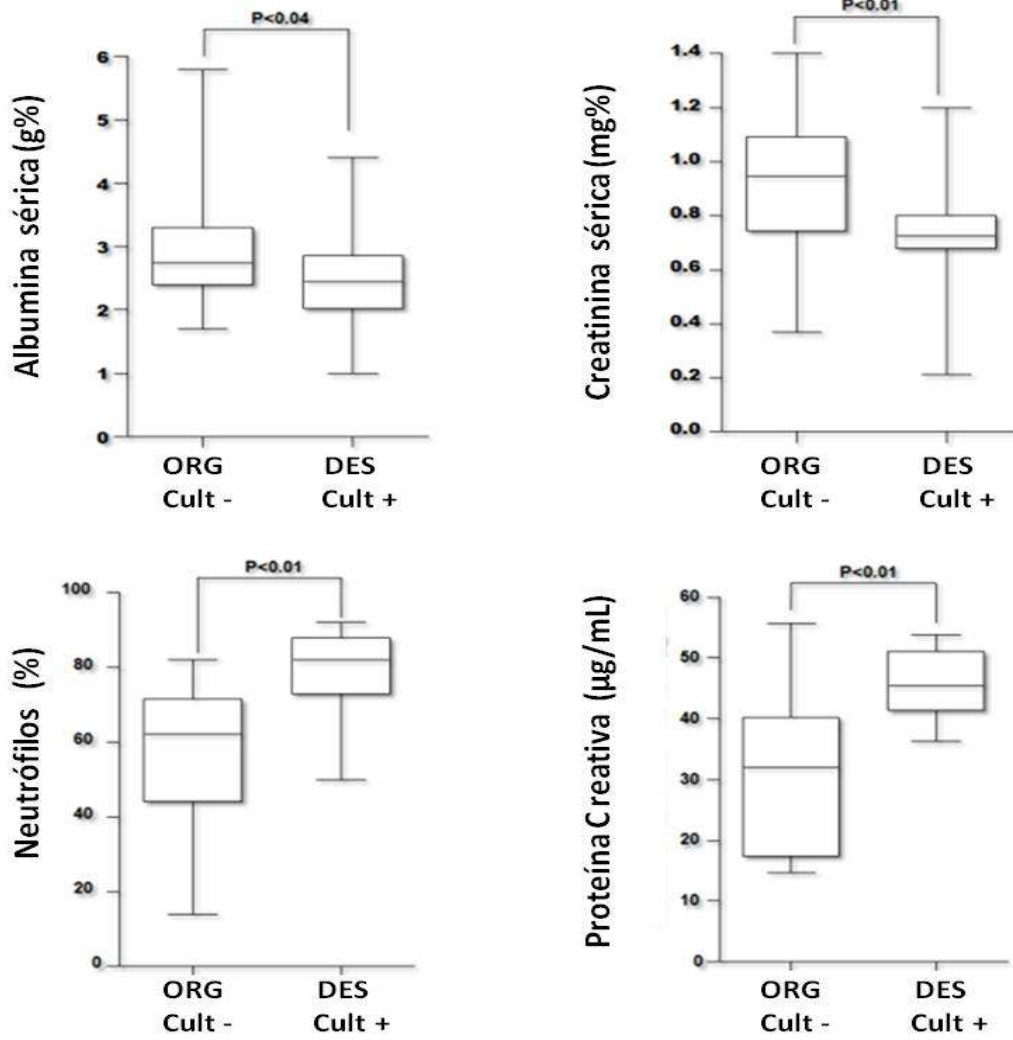 P<0.04
Albumina sérica (g%)
6
5
4
3
2
1
0
ORG DES
Cult - Cult +
P<0.01
Creatinina sérica (mg%)
1.4
1.2
1.0
0.8
0.6
0.4
0.2
0.0
ORG DES
Cult - Cult +
P<0.01
Neutrófilos (%)
100
80
60
40
20
0
ORG DES
Cult - Cult +
P<0.01
Proteína Creativa (µg/mL)
60
50
40
30
20
10
0
ORG DES
Cult - Cult +